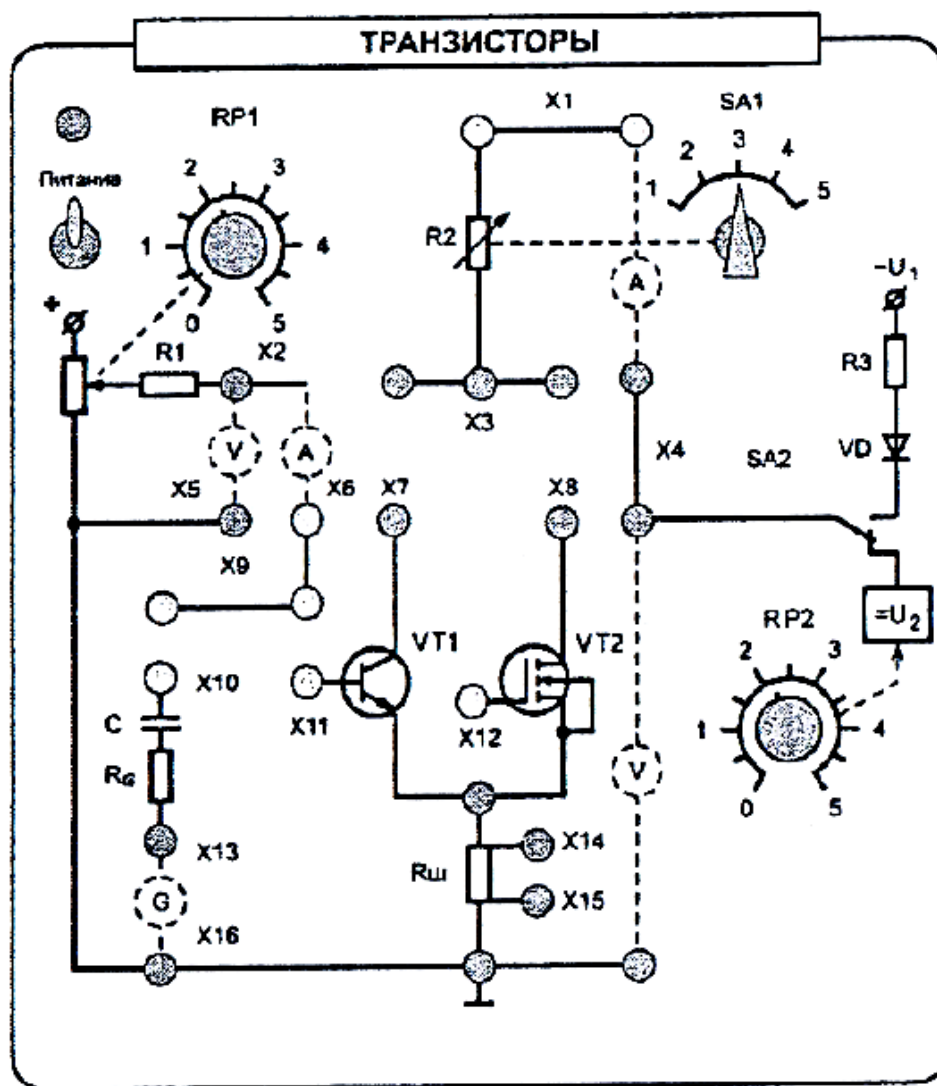 ТРАНЗИСТОРЫ
RP1
X1
SA1
Питание
2 3
1 4
0 5
2 3 4
1 5
R2
A
-U1
+
R1 X2
R3
X3
V A
X4
SA2
VD
X5 X6 X7 X8
X9
=U2
RP2
VT1 VT2
X10
X11 X12
C
RG
2 3
1 4
0 5
V
X13
X14
Rш
X15
G
X16